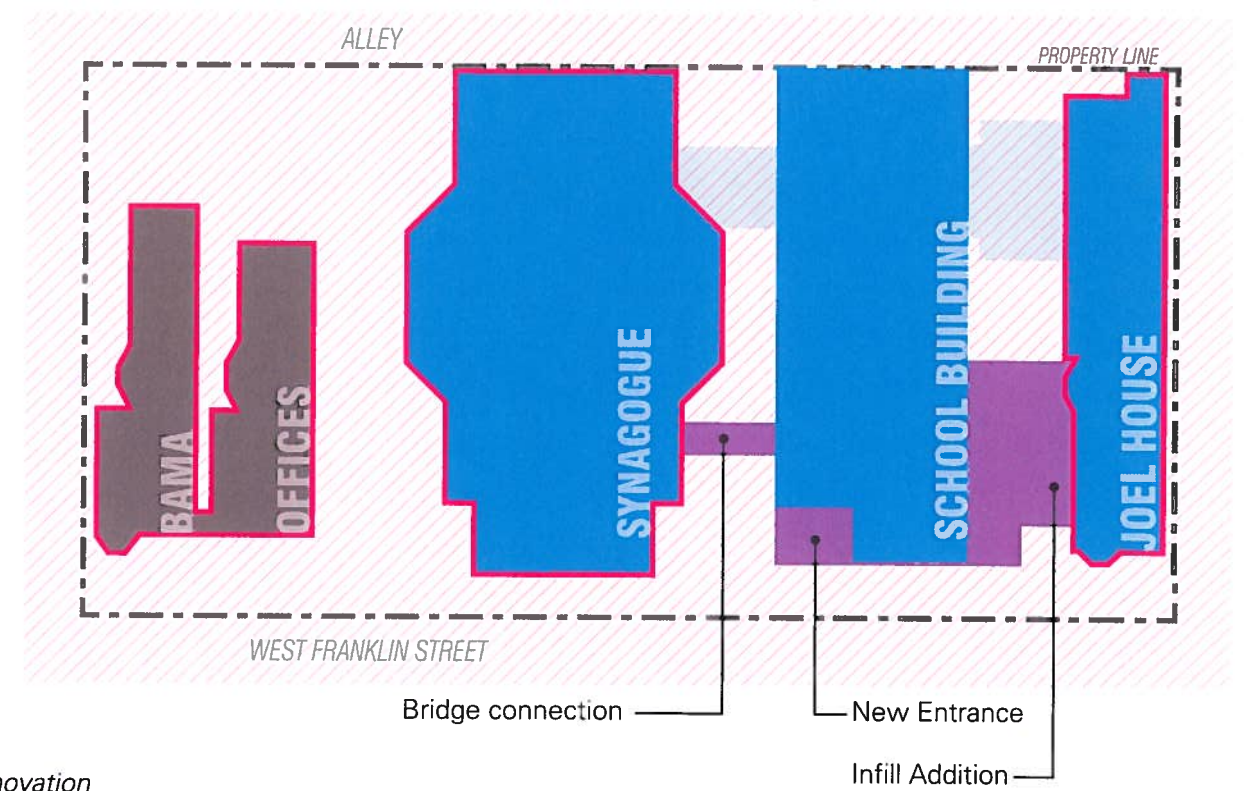 ALLEY
PROPERTY LINE
BAMA
OFFICES
SYNAGOGUE
SCHOOL BUILDING
JOEL HOUSE
WEST FRANKLIN STREET
Bridge connection
New Entrance
Infill Addition
novation